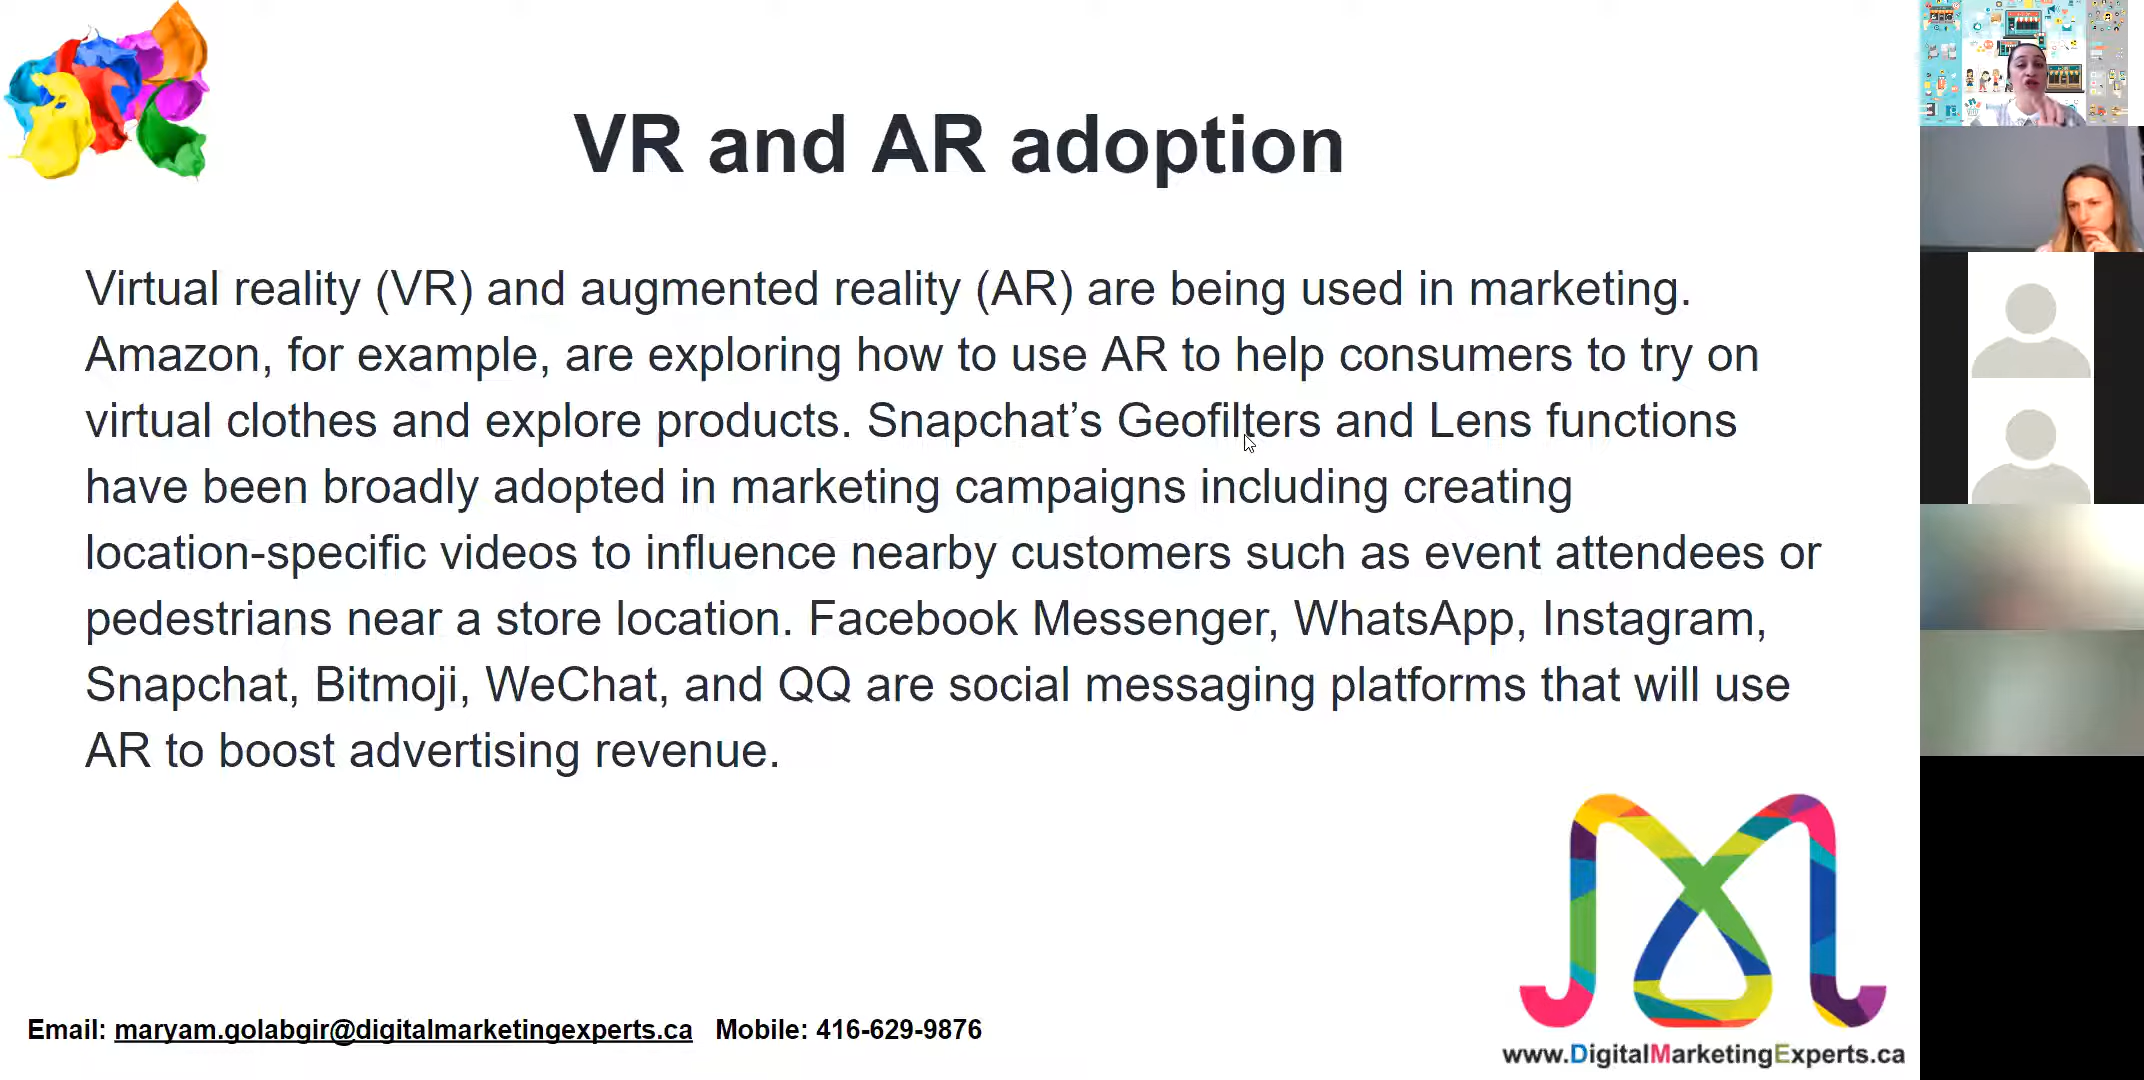 VR and AR adoption
Virtual reality (VR) and augmented reality (AR) are being used in marketing.
Amazon, for example, are exploring how to use AR to help consumers to try on
virtual clothes and explore products. Snapchat’s Geofilters and Lens functions
have been broadly adopted in marketing campaigns including creating
location-specific videos to influence nearby customers such as event attendees or
pedestrians near a store location. Facebook Messenger, WhatsApp, Instagram,
Snapchat, Bitmoji, WeChat, and QQ are social messaging platforms that will use
AR to boost advertising revenue.
Email: maryam.golabgir@digitalmarketingexperts.ca Mobile: 416-629-9876
www.DigitalMarketingExperts.ca